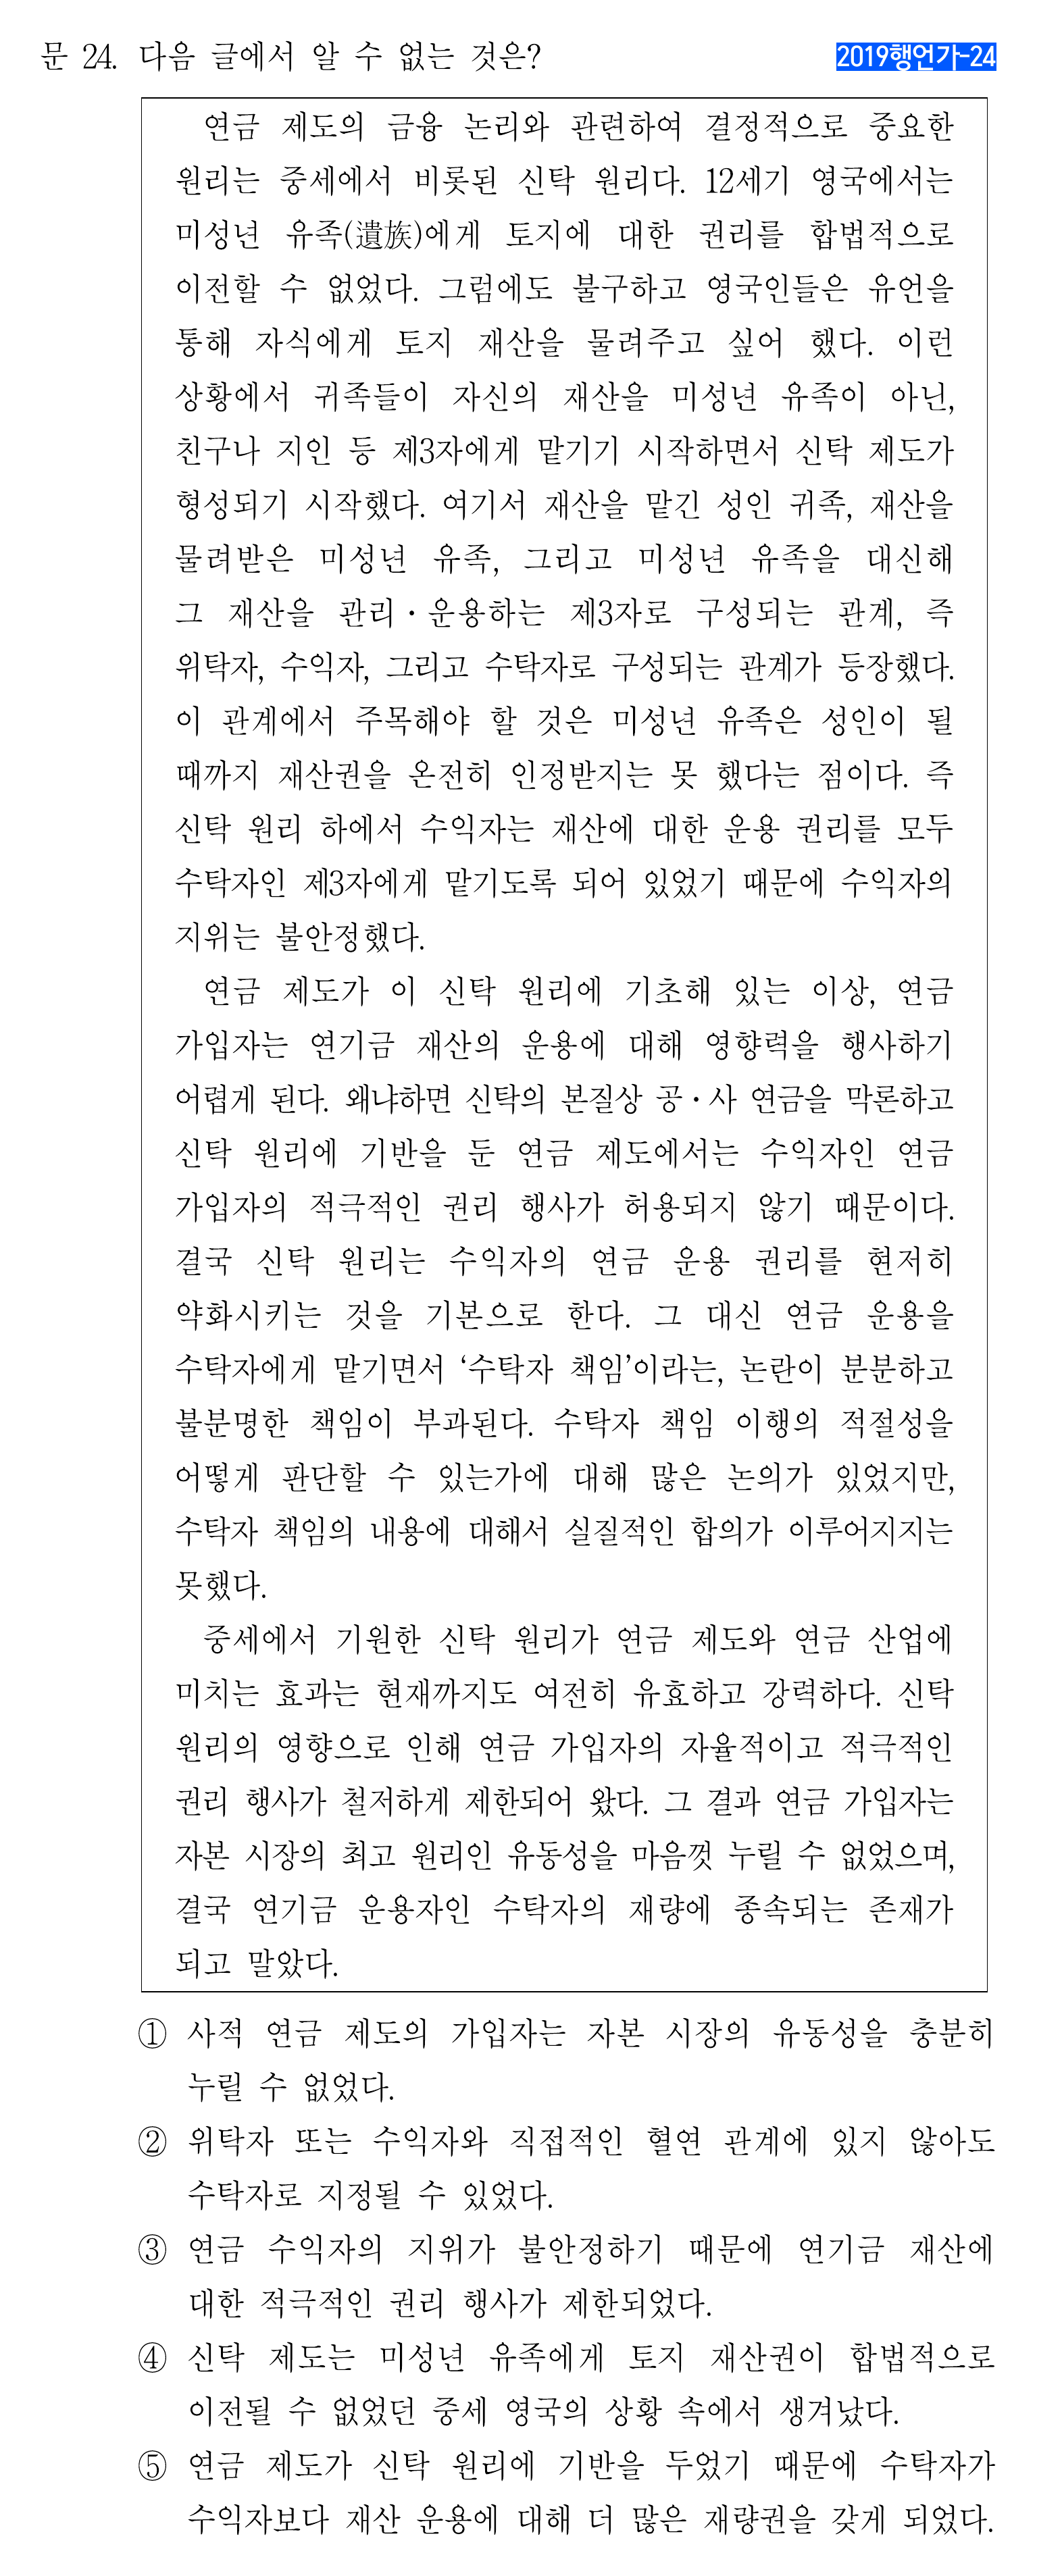 문 24. 다음 글에서 알 수 없는 것은?
2019행언가-24
연금 제도의 금융 논리와 관련하여 결정적으로 중요한
원리는 중세에서 비롯된 신탁 원리다. 12세기 영국에서는
미성년 유족(遺族)에게 토지에 대한 권리를 합법적으로
이전할 수 없었다. 그럼에도 불구하고 영국인들은 유언을
통해 자식에게 토지 재산을 물려주고 싶어 했다. 이런
상황에서 귀족들이 자신의 재산을 미성년 유족이 아닌,
친구나 지인 등 제3자에게 맡기기 시작하면서 신탁 제도가
형성되기 시작했다. 여기서 재산을 맡긴 성인 귀족, 재산을
물려받은 미성년 유족, 그리고 미성년 유족을 대신해
그 재산을 관리·운용하는 제3자로 구성되는 관계, 즉
위탁자, 수익자, 그리고 수탁자로 구성되는 관계가 등장했다.
이 관계에서 주목해야 할 것은 미성년 유족은 성인이 될
때까지 재산권을 온전히 인정받지는 못 했다는 점이다. 즉
신탁 원리 하에서 수익자는 재산에 대한 운용 권리를 모두
수탁자인 제3자에게 맡기도록 되어 있었기 때문에 수익자의
지위는 불안정했다.
연금 제도가 이 신탁 원리에 기초해 있는 이상, 연금
가입자는 연기금 재산의 운용에 대해 영향력을 행사하기
어렵게 된다. 왜냐하면 신탁의 본질상 공·사 연금을 막론하고
신탁 원리에 기반을 둔 연금 제도에서는 수익자인 연금
가입자의 적극적인 권리 행사가 허용되지 않기 때문이다.
결국 신탁 원리는 수익자의 연금 운용 권리를 현저히
약화시키는 것을 기본으로 한다. 그 대신 연금 운용을
수탁자에게 맡기면서 ‘수탁자 책임’이라는, 논란이 분분하고
불분명한 책임이 부과된다. 수탁자 책임 이행의 적절성을
어떻게 판단할 수 있는가에 대해 많은 논의가 있었지만,
수탁자 책임의 내용에 대해서 실질적인 합의가 이루어지지는
못했다.
중세에서 기원한 신탁 원리가 연금 제도와 연금 산업에
미치는 효과는 현재까지도 여전히 유효하고 강력하다. 신탁
원리의 영향으로 인해 연금 가입자의 자율적이고 적극적인
권리 행사가 철저하게 제한되어 왔다. 그 결과 연금 가입자는
자본 시장의 최고 원리인 유동성을 마음껏 누릴 수 없었으며,
결국 연기금 운용자인 수탁자의 재량에 종속되는 존재가
되고 말았다.
① 사적 연금 제도의 가입자는 자본 시장의 유동성을 충분히
누릴 수 없었다.
② 위탁자 또는 수익자와 직접적인 혈연 관계에 있지 않아도
수탁자로 지정될 수 있었다.
③ 연금 수익자의 지위가 불안정하기 때문에 연기금 재산에
대한 적극적인 권리 행사가 제한되었다.
④ 신탁 제도는 미성년 유족에게 토지 재산권이 합법적으로
이전될 수 없었던 중세 영국의 상황 속에서 생겨났다.
⑤ 연금 제도가 신탁 원리에 기반을 두었기 때문에 수탁자가
수익자보다 재산 운용에 대해 더 많은 재량권을 갖게 되었다.